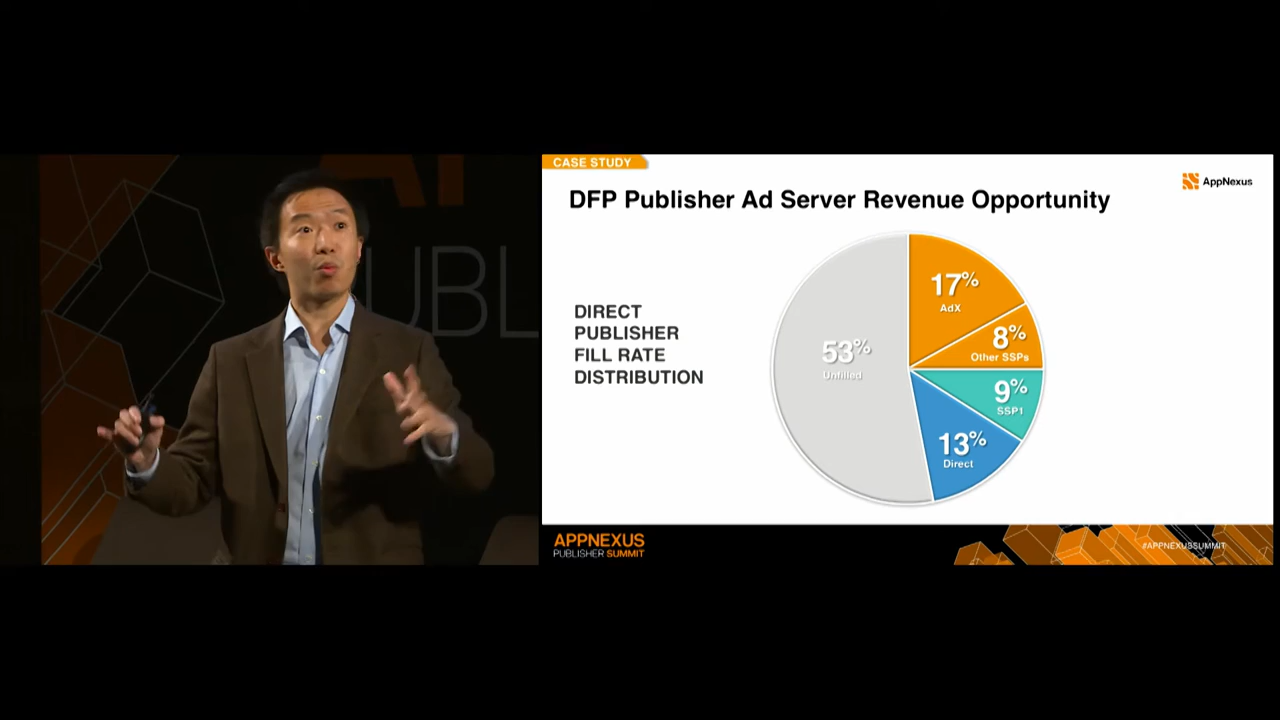 UBL
CASE STUDY
AppNexus
DFP Publisher Ad Server Revenue Opportunity
DIRECT
PUBLISHER
FILL RATE
DISTRIBUTION
17%
AdX
8%
Other SSPs
53%
Unfilled
9%
SSP1
13%
Direct
APPNEXUS
PUBLISHER SUMMIT
#APPNEXUSSUMMIT